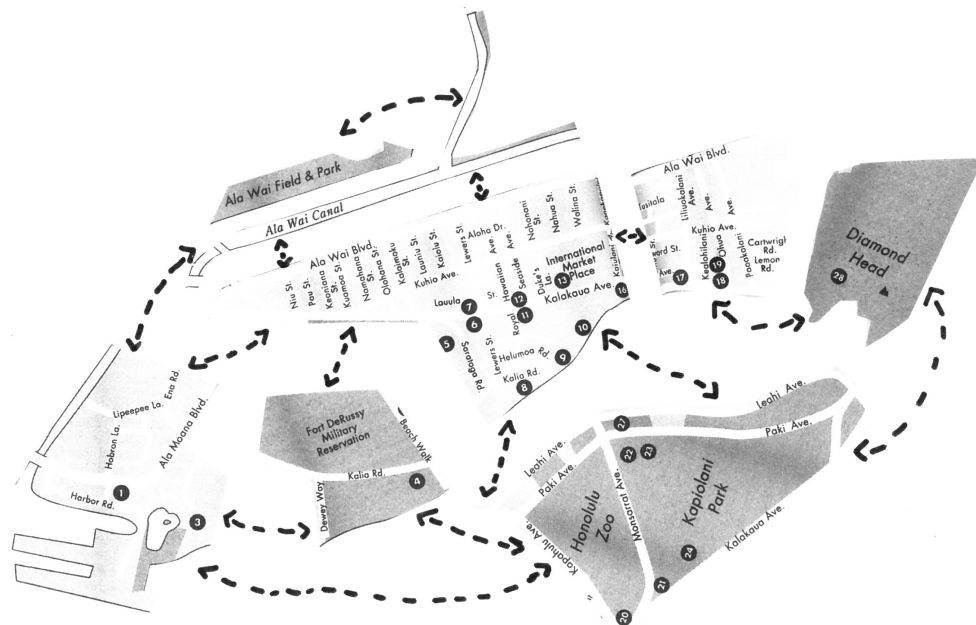 Ala Wai Field & Park
Ala Wai Canal
Ala Wai Blvd.
Niu St.
Pau St.
Keoniana
St.
Kuamoo St.
Namahana
St.
Olohana St.
Kalaimoku
St.
Launiu St.
Kaiolu St.
Kuhio Ave.
Lewers St.
Aloha Dr.
Ave.
Seaside
Ave.
Nohonani
St.
Nahua St.
Walina St.
Kaiulani Av.
International
Market
Place
Duke's
La.
13
Kalakaua Ave.
16
Lauula
St.
7
6
5
Saratoga Rd.
Hawaiian
Royal
12
11
10
Lewers St.
Helumoa
Rd.
9
Kalia Rd.
8
Ala Wai Blvd.
Tusitala
Liliuokalani
Ave.
Ave.
Ave.
Kuhio Ave.
St.
Ave.
17
Kealohilani
Ohua
19
18
Paoakalani
Cartwright
Rd.
Lemon
Rd.
Diamond
Head
28
Lipeepee La.
Ena Rd.
Hobron La.
Ala Moana Blvd.
Harbor Rd.
1
3
Fort DeRussy
Military
Reservation
Beach Walk
Kalia Rd.
4
Dewey Way
Leahi Ave.
Leahi Ave.
Paki Ave.
Paki Ave.
27
22
23
Honolulu
Zoo
Monsarrat Ave.
Kapiolani
Park
Kapahulu Ave.
Kalakaua Ave.
24
21
20